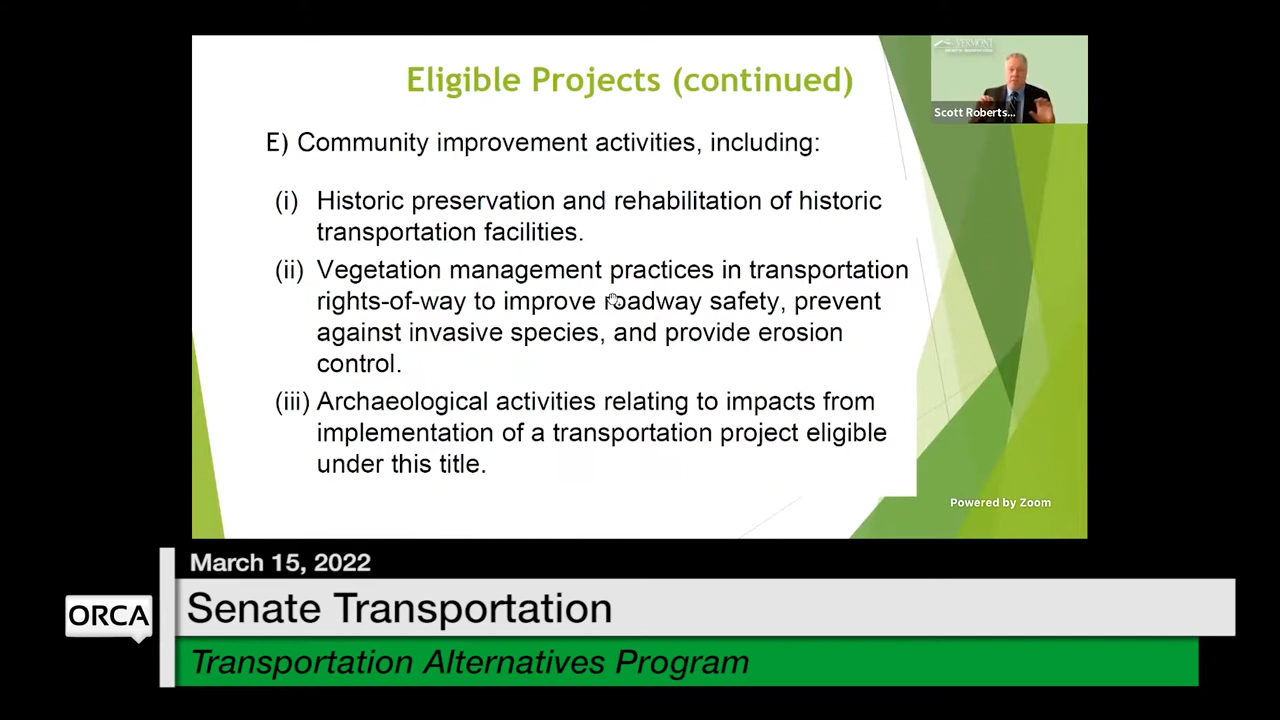 Eligible Projects (continued)
VERMONT
Scott Roberts...
E) Community improvement activities, including:
(i) Historic preservation and rehabilitation of historic
transportation facilities.
(ii) Vegetation management practices in transportation
rights-of-way to improve roadway safety, prevent
against invasive species, and provide erosion
control.
(iii) Archaeological activities relating to impacts from
implementation of a transportation project eligible
under this title.
Powered by Zoom
March 15, 2022
ORCA
Senate Transportation
Transportation Alternatives Program